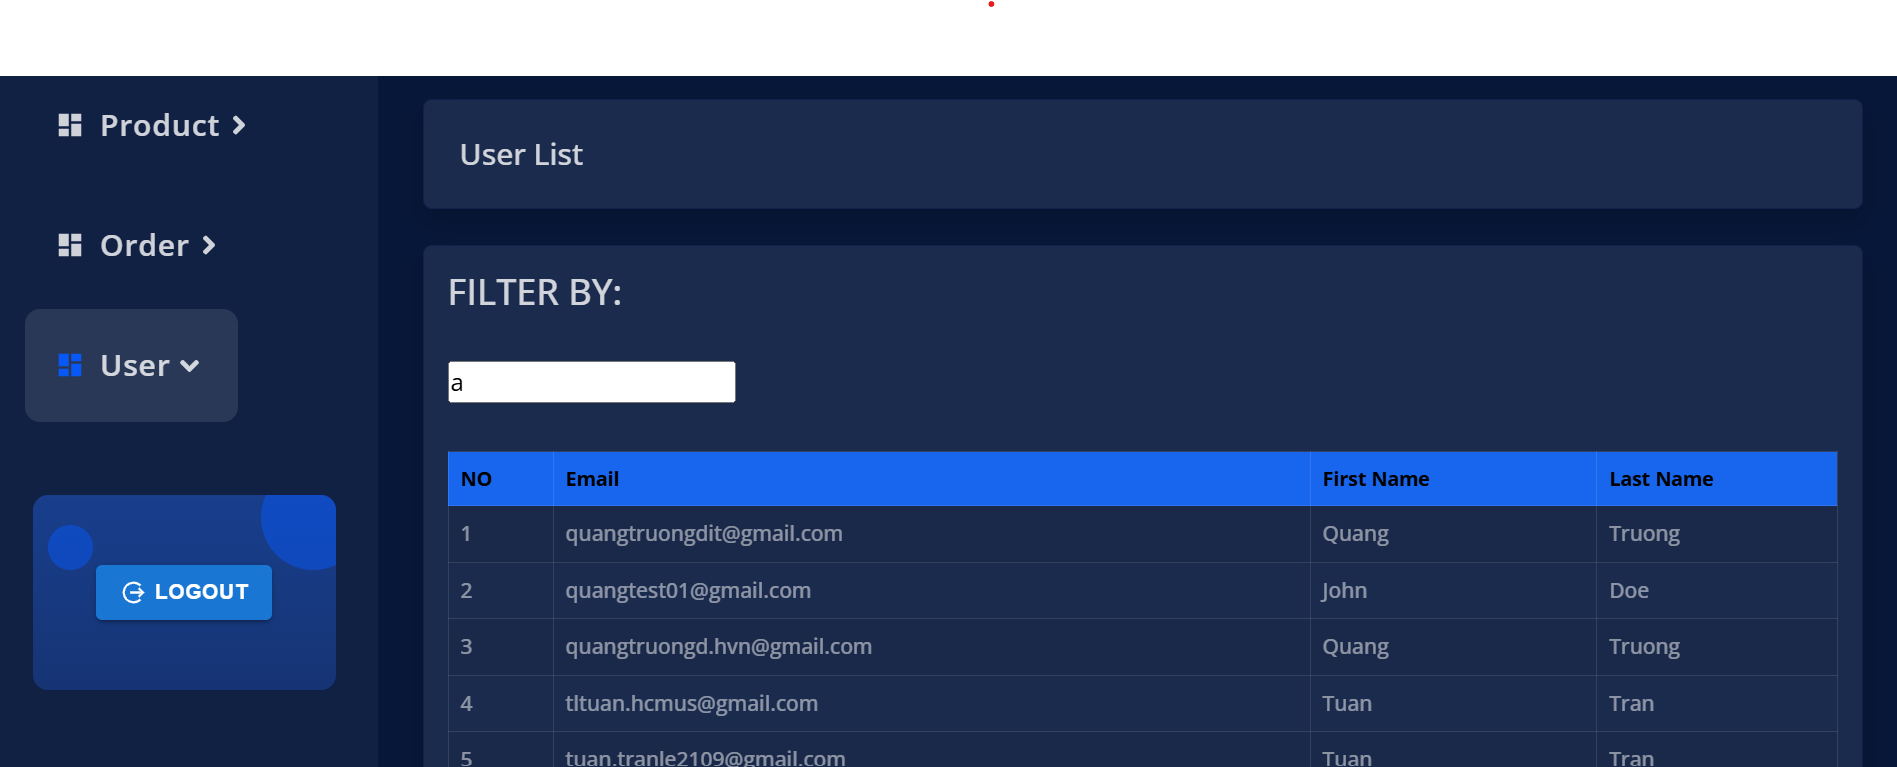 Product
Order
User
LOGOUT
User List
FILTER BY:
a
NO Email First Name Last Name
1 quangtruongdit@gmail.com Quang Truong
2 quangtest01@gmail.com John Doe
3 quangtruongd.hvn@gmail.com Quang Truong
4 tltuan.hcmus@gmail.com Tuan Tran
5 tuan.tranle2109@gmail.com Tuan Tran